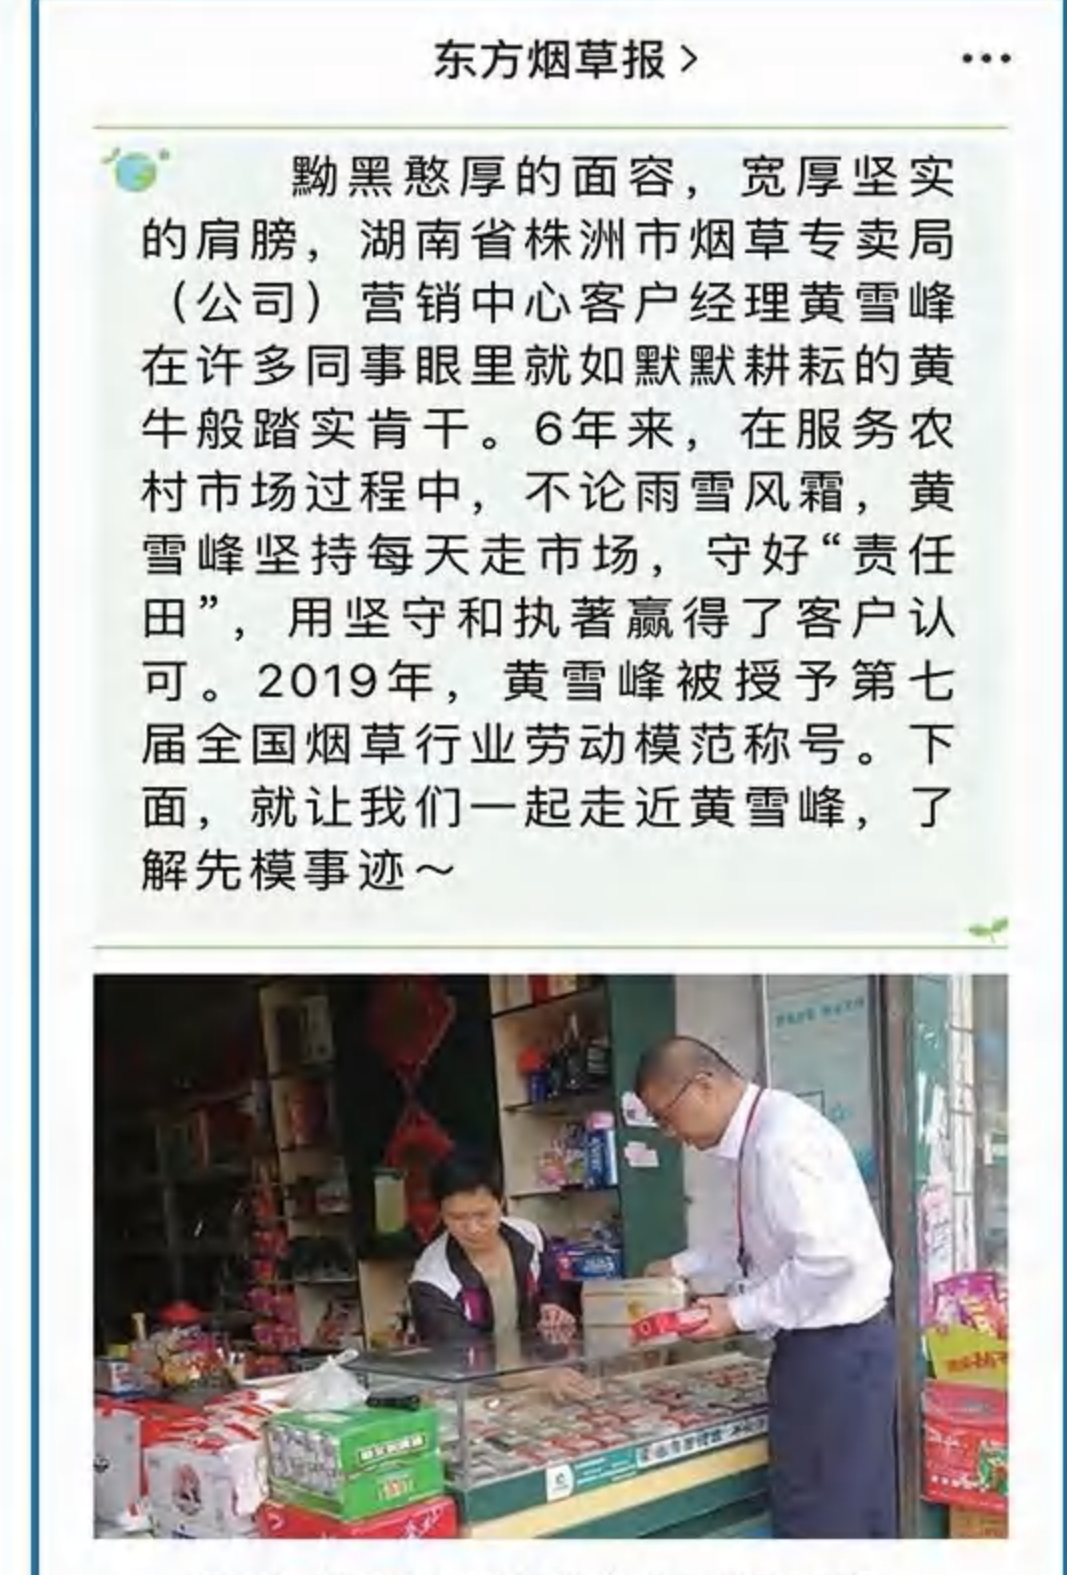 东方烟草报 >
黝黑憨厚的面容，宽厚坚实
的肩膀，湖南省株洲市烟草专卖局
（公司）营销中心客户经理黄雪峰
在许多同事眼里就如默默耕耘的黄
牛般踏实肯干。6年来，在服务农
村市场过程中，不论雨雪风霜，黄
雪峰坚持每天走市场，守好“责任
田”，用坚守和执著赢得了客户认
可。2019年，黄雪峰被授予第七
届全国烟草行业劳动模范称号。下
面，就让我们一起走近黄雪峰，了
解先模事迹～